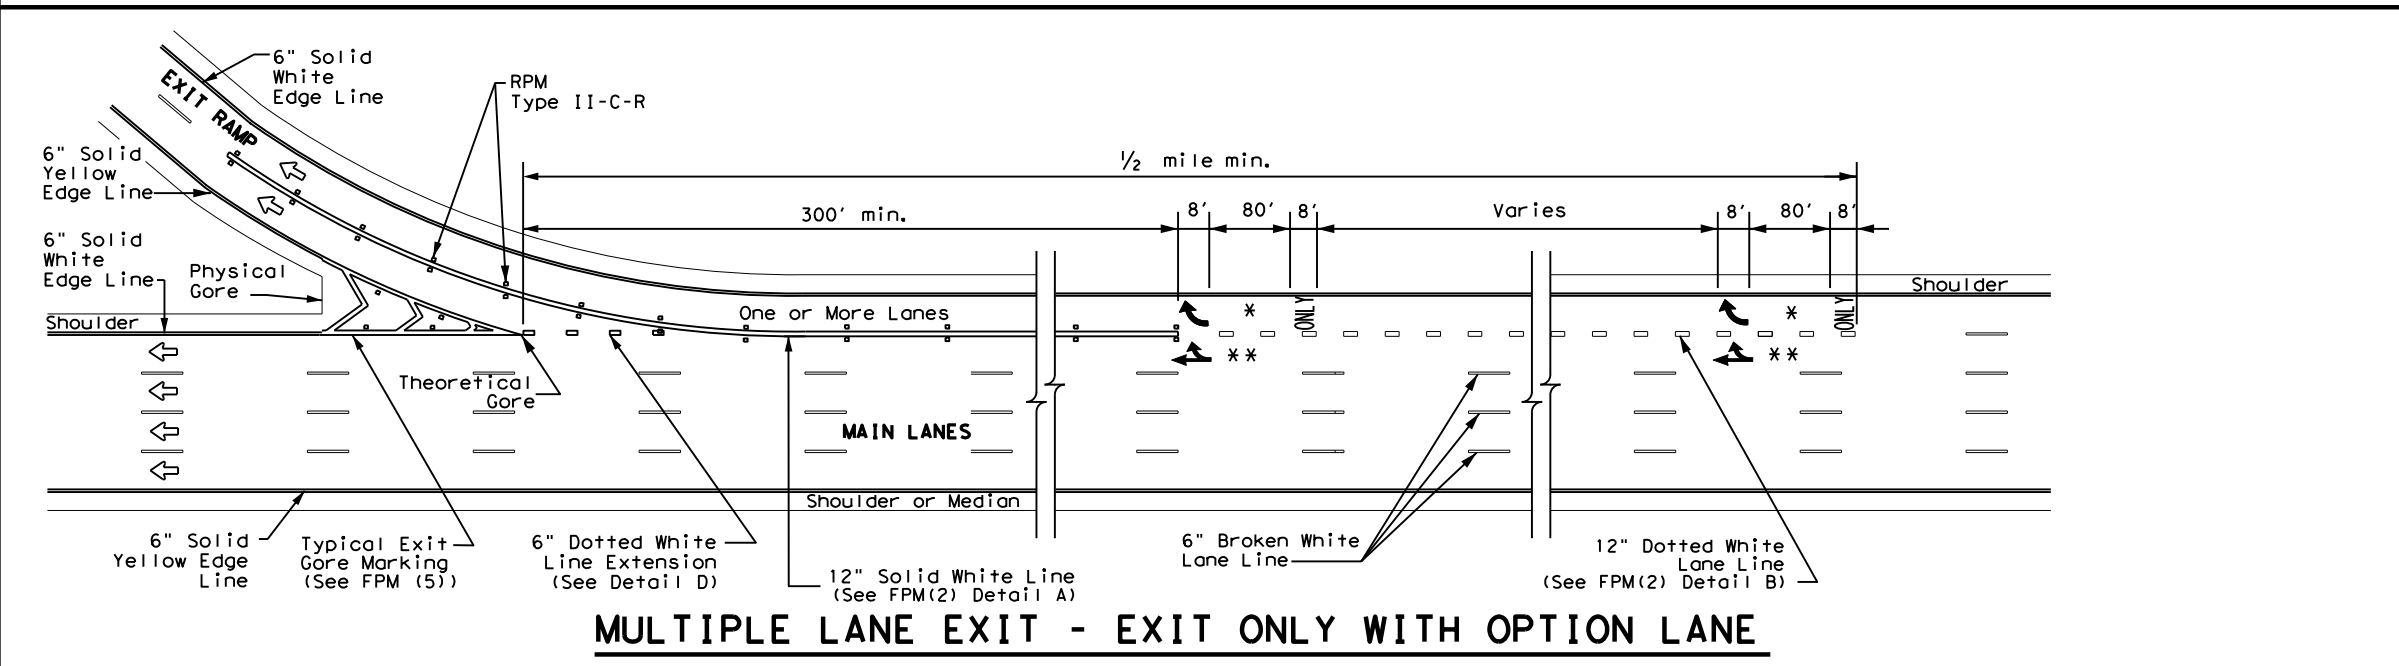 6" Solid
White
Edge Line
EXIT RAMP
RPM
Type II-C-R
6" Solid
Yellow
Edge Line
1/2 mile min.
300' min.
8'
80'
8'
Varies
8'
80'
8'
6" Solid
White
Edge Line
Physical
Gore
Shoulder
Shoulder
One or More Lanes
*
ONLY
*
ONLY
**
**
Theoretical
Gore
MAIN LANES
Shoulder or Median
6" Solid
Yellow Edge
Line
Typical Exit
Gore Marking
(See FPM (5))
6" Dotted White
Line Extension
(See Detail D)
12" Solid White Line
(See FPM(2) Detail A)
6" Broken White
Lane Line
12" Dotted White
Lane Line
(See FPM(2) Detail B)
MULTIPLE LANE EXIT - EXIT ONLY WITH OPTION LANE